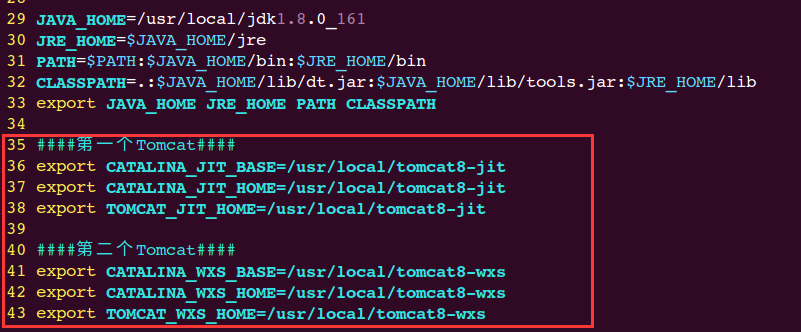 29 JAVA_HOME=/usr/local/jdk1.8.0_161
30 JRE_HOME=$JAVA_HOME/jre
31 PATH=$PATH:$JAVA_HOME/bin:$JRE_HOME/bin
32 CLASSPATH=.:$JAVA_HOME/lib/dt.jar:$JAVA_HOME/lib/tools.jar:$JRE_HOME/lib
33 export JAVA_HOME JRE_HOME PATH CLASSPATH
34
35 ####第一个Tomcat####
36 export CATALINA_JIT_BASE=/usr/local/tomcat8-jit
37 export CATALINA_JIT_HOME=/usr/local/tomcat8-jit
38 export TOMCAT_JIT_HOME=/usr/local/tomcat8-jit
39
40 ####第二个Tomcat####
41 export CATALINA_WXS_BASE=/usr/local/tomcat8-wxs
42 export CATALINA_WXS_HOME=/usr/local/tomcat8-wxs
43 export TOMCAT_WXS_HOME=/usr/local/tomcat8-wxs